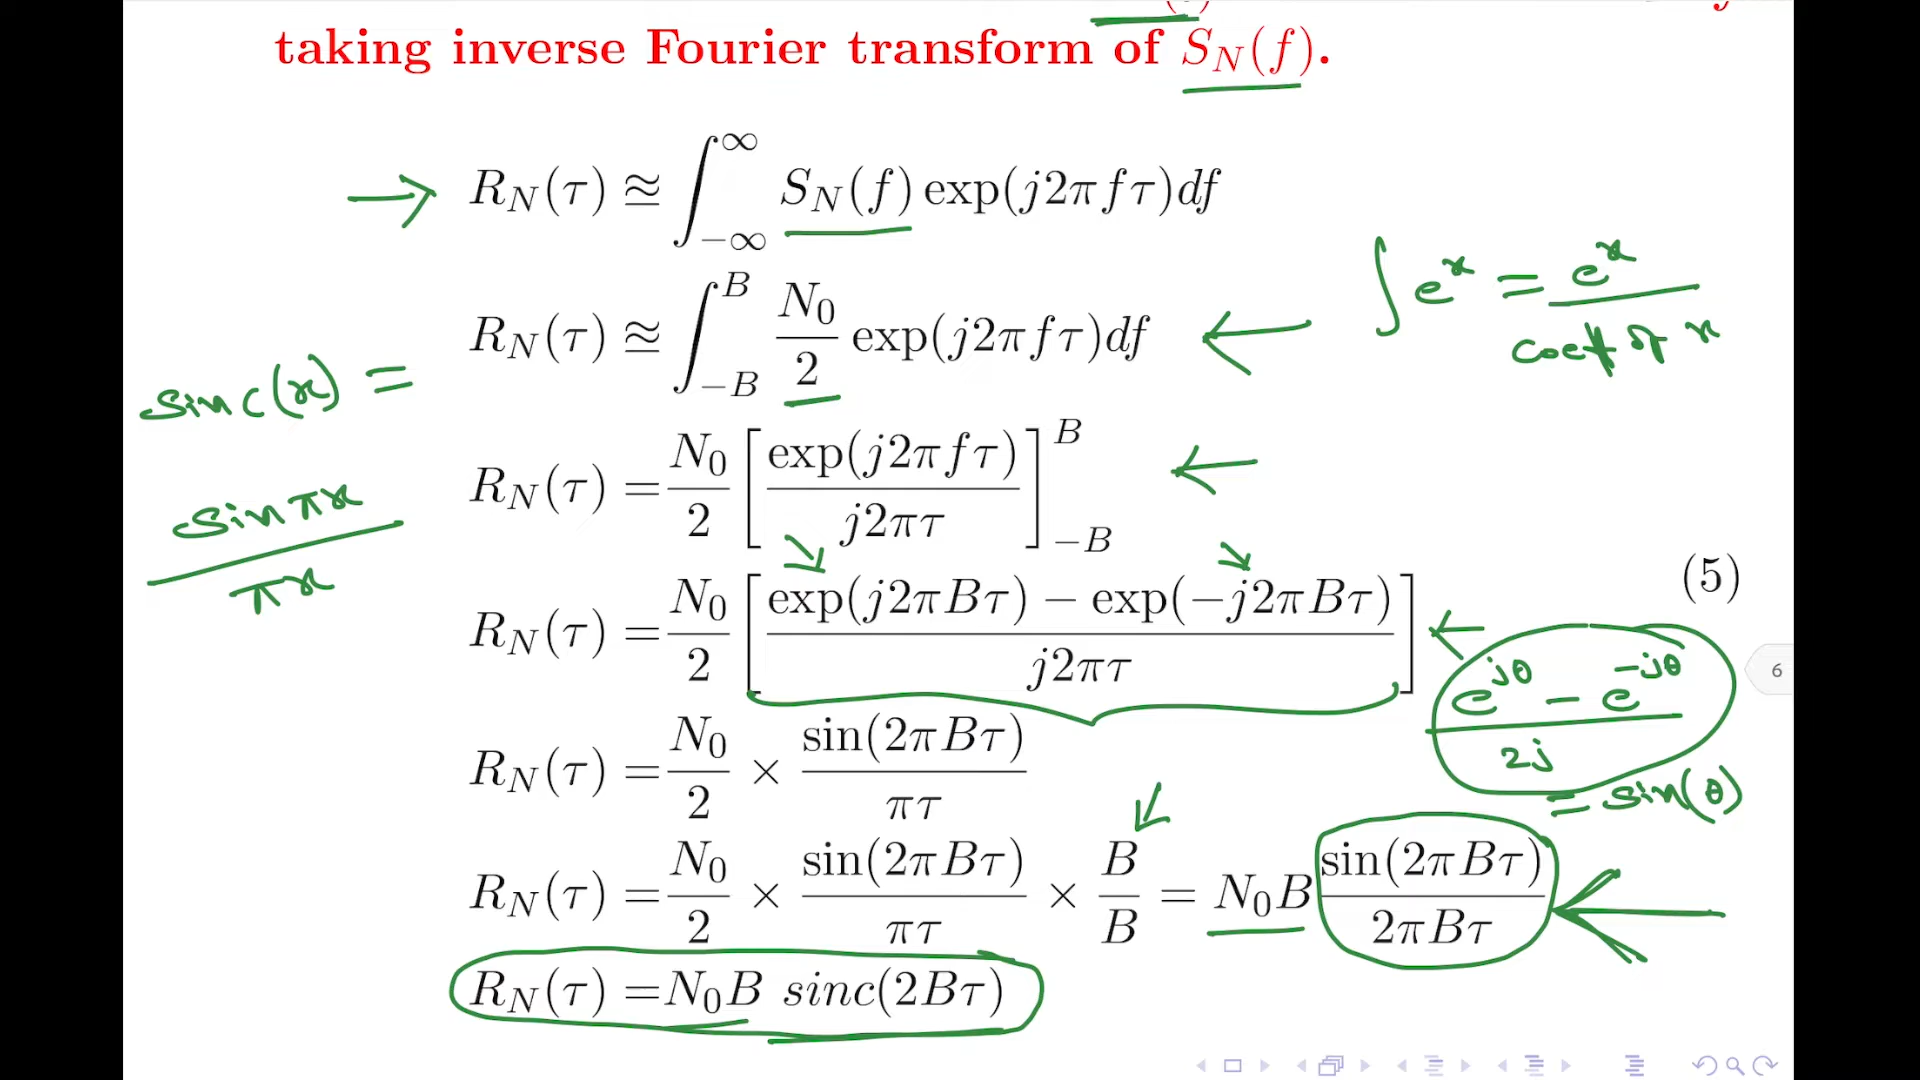 taking inverse Fourier transform of S_N(f).
R_N(τ) ≊ ∫_{-∞}^{∞} S_N(f) exp(j2πfτ)df
∫ e^x = e^x / coeff of x
R_N(τ) ≊ ∫_{-B}^{B} N_0/2 exp(j2πfτ)df
sinc(x) =
sin πx / πx
R_N(τ) = N_0/2 [exp(j2πfτ) / j2πτ]_{-B}^{B}
R_N(τ) = N_0/2 [exp(j2πBτ) − exp(−j2πBτ) / j2πτ]
(5)
e^{jθ} − e^{-jθ} / 2j
= sin(θ)
6
R_N(τ) = N_0/2 × sin(2πBτ) / πτ
R_N(τ) = N_0/2 × sin(2πBτ) / πτ × B/B = N_0B sin(2πBτ) / 2πBτ
R_N(τ) = N_0B sinc(2Bτ)